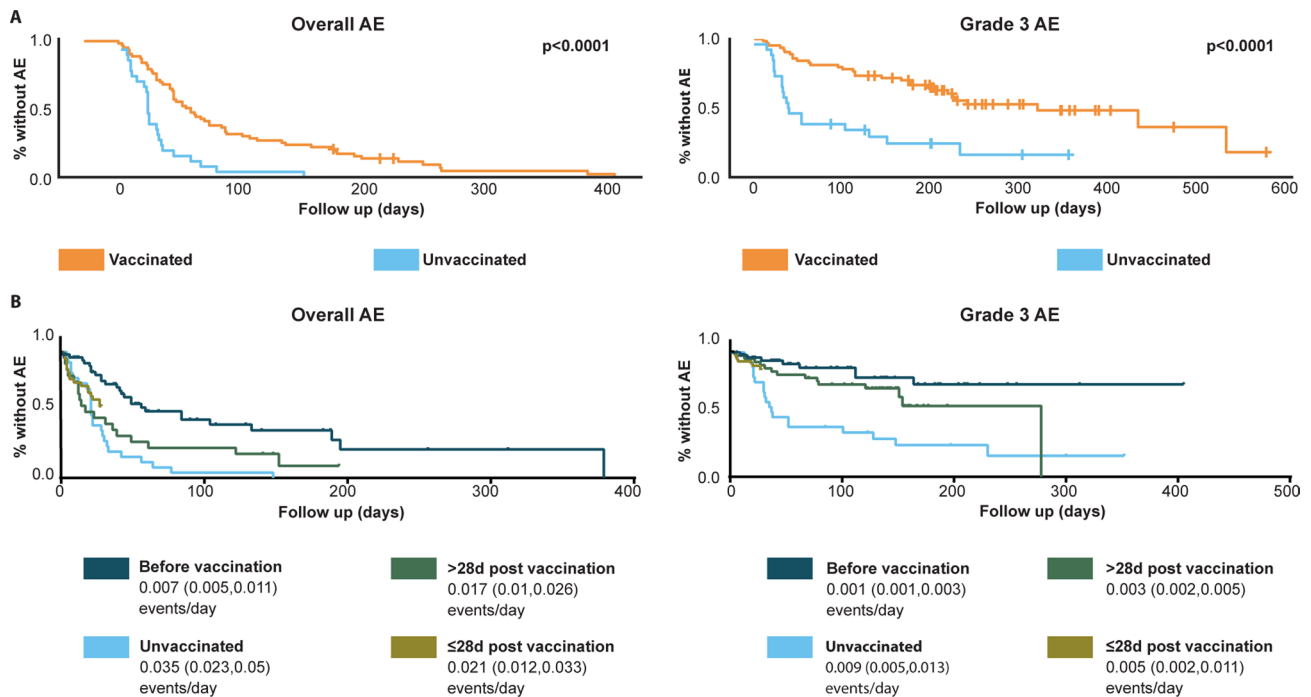 A
Overall AE
Grade 3 AE
% without AE
1.0
0.5
0.0
p<0.0001
0
100
200
300
400
Follow up (days)
% without AE
1.0
0.5
0.0
p<0.0001
0
100
200
300
400
500
600
Follow up (days)
Vaccinated
Unvaccinated
Vaccinated
Unvaccinated
B
Overall AE
Grade 3 AE
% without AE
1.0
0.5
0.0
0
100
200
300
400
Follow up (days)
% without AE
1.0
0.5
0.0
0
100
200
300
400
500
Follow up (days)
Before vaccination
0.007 (0.005,0.011)
events/day
>28d post vaccination
0.017 (0.01,0.026)
events/day
Unvaccinated
0.035 (0.023,0.05)
events/day
≤28d post vaccination
0.021 (0.012,0.033)
events/day
Before vaccination
0.001 (0.001,0.003)
events/day
>28d post vaccination
0.003 (0.002,0.005)
Unvaccinated
0.009 (0.005,0.013)
events/day
≤28d post vaccination
0.005 (0.002,0.011)
events/day